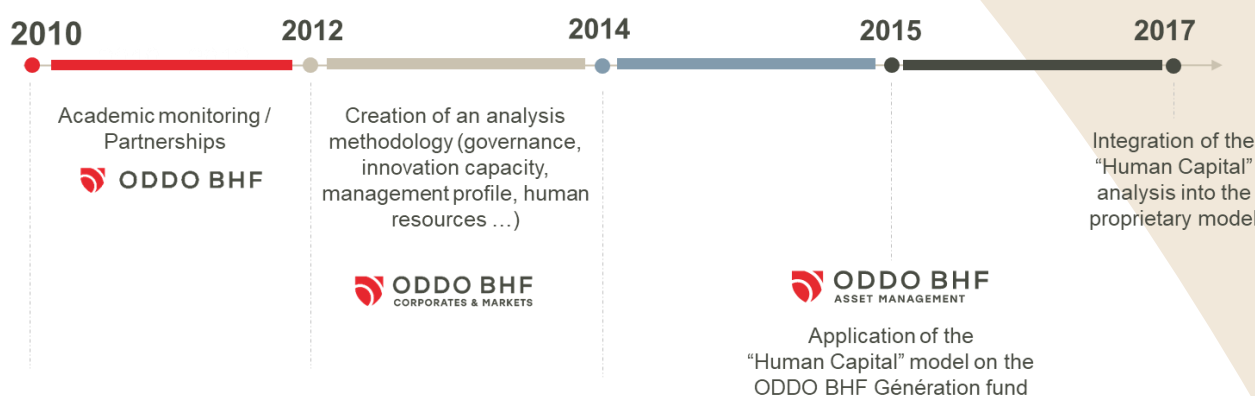 2010
2012
2014
2015
2017
Academic monitoring /
Partnerships
ODDO BHF
Creation of an analysis
methodology (governance,
innovation capacity,
management profile, human
resources …)
ODDO BHF
CORPORATES & MARKETS
ODDO BHF
ASSET MANAGEMENT
Application of the
“Human Capital” model on the
ODDO BHF Génération fund
Integration of the
“Human Capital”
analysis into the
proprietary model